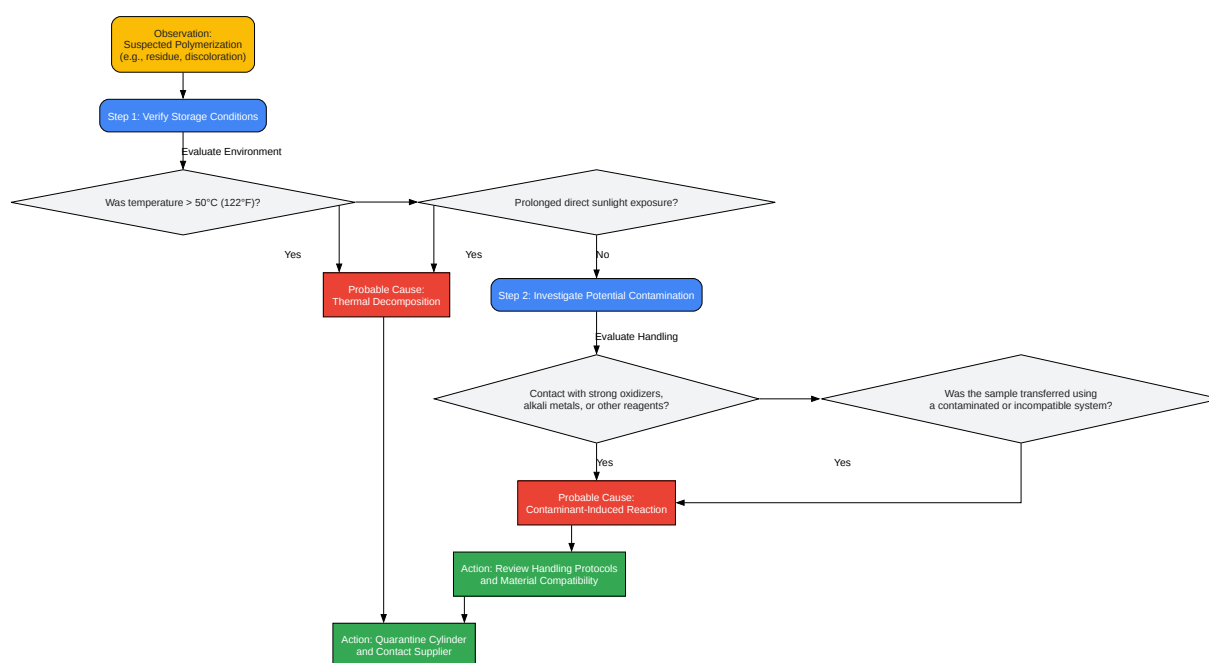 Observation:
Suspected Polymerization
(e.g., residue, discoloration)
Step 1: Verify Storage Conditions
Evaluate Environment
Was temperature > 50°C (122°F)?
Prolonged direct sunlight exposure?
Yes
Yes
No
Probable Cause:
Thermal Decomposition
Step 2: Investigate Potential Contamination
Evaluate Handling
Contact with strong oxidizers,
alkali metals, or other reagents?
Was the sample transferred using
a contaminated or incompatible system?
Yes
Yes
Probable Cause:
Contaminant-Induced Reaction
Action: Review Handling Protocols
and Material Compatibility
Action: Quarantine Cylinder
and Contact Supplier